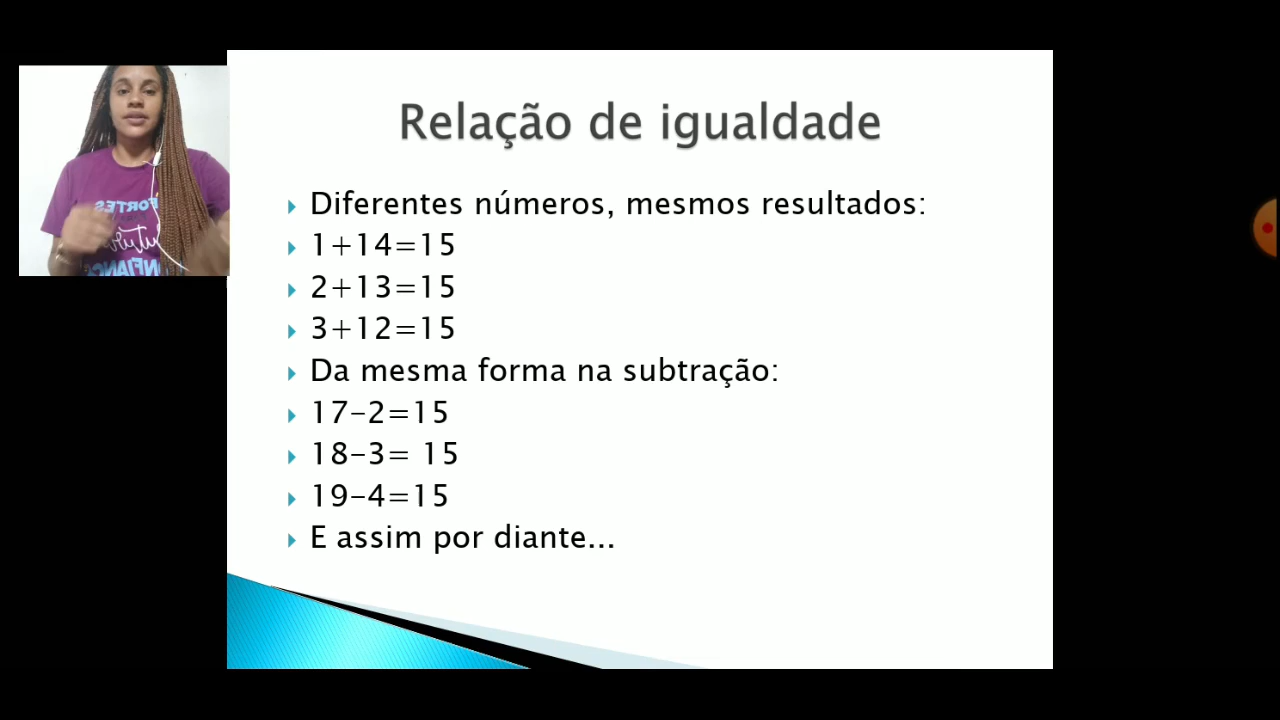 Relação de igualdade
Diferentes números, mesmos resultados:
1+14=15
2+13=15
3+12=15
Da mesma forma na subtração:
17-2=15
18-3= 15
19-4=15
E assim por diante...